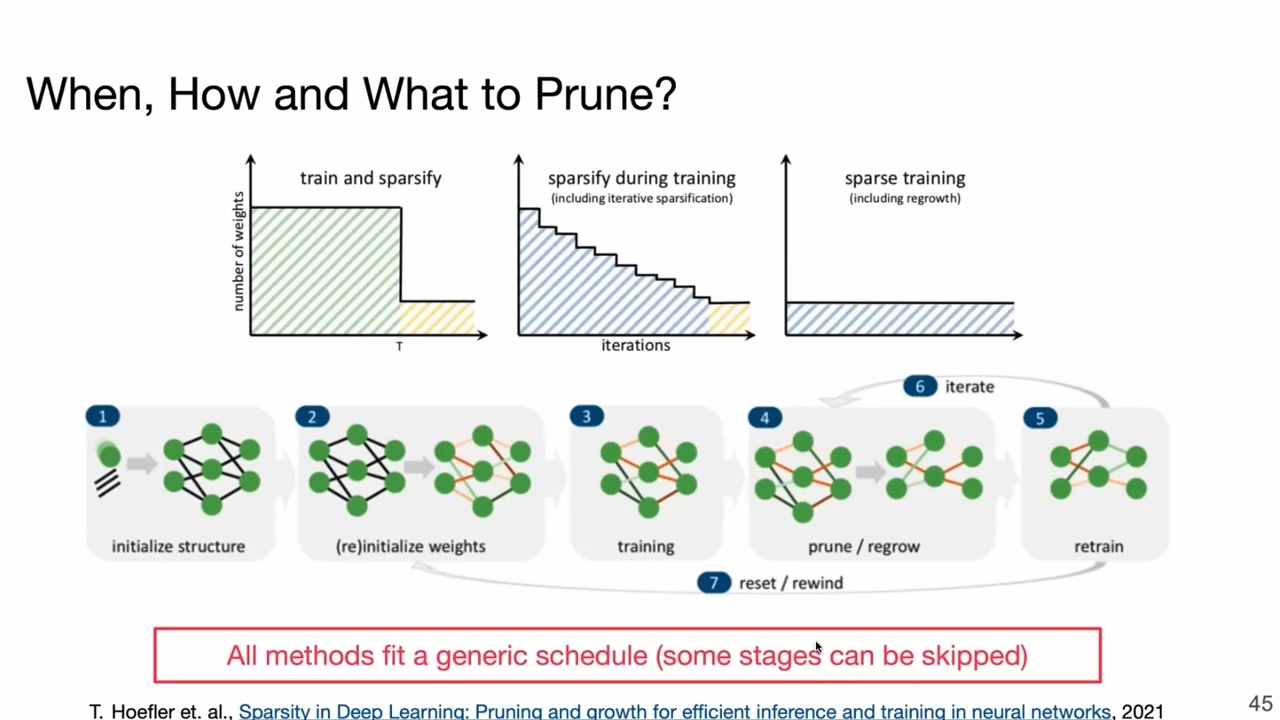 When, How and What to Prune?
train and sparsify
number of weights
T
sparsify during training
(including iterative sparsification)
iterations
sparse training
(including regrowth)
6 iterate
1
2
3
4
5
initialize structure
(re)initialize weights
training
prune / regrow
retrain
7 reset / rewind
All methods fit a generic schedule (some stages can be skipped)
T. Hoefler et. al., Sparsity in Deep Learning: Pruning and growth for efficient inference and training in neural networks, 2021
45